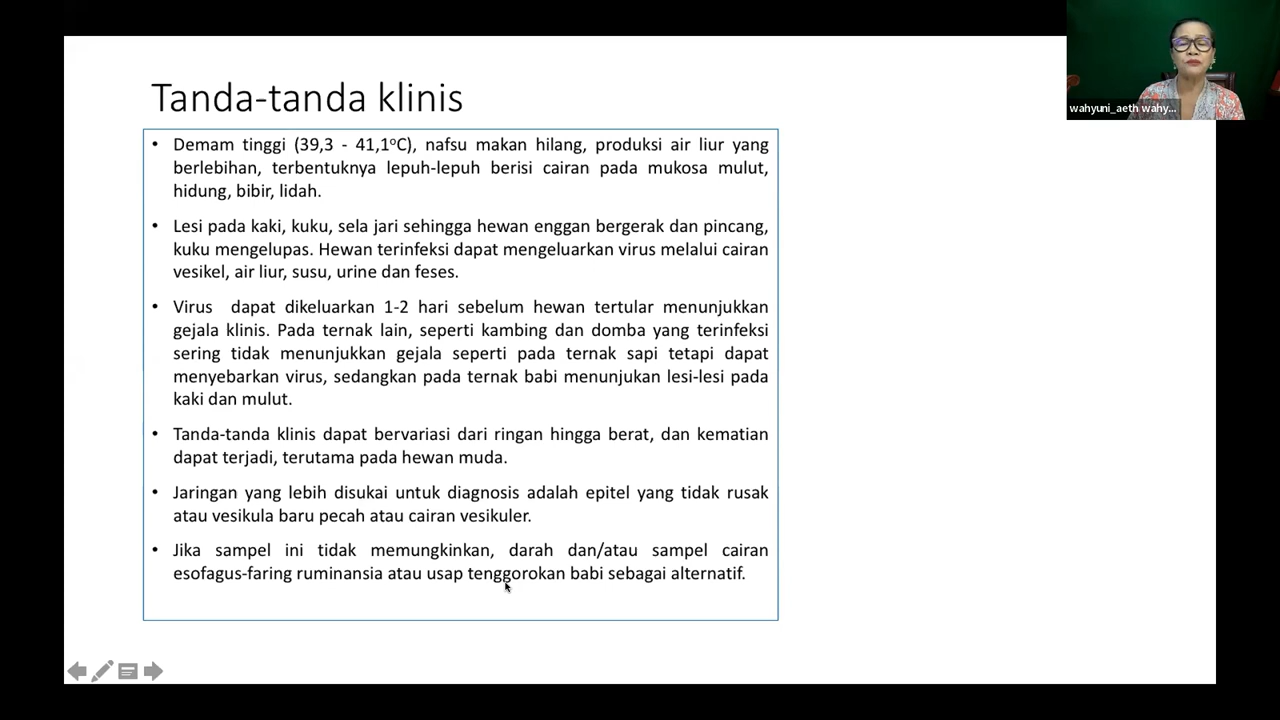 Tanda-tanda klinis
• Demam tinggi (39,3 - 41,1°C), nafsu makan hilang, produksi air liur yang
berlebihan, terbentuknya lepuh-lepuh berisi cairan pada mukosa mulut,
hidung, bibir, lidah.
• Lesi pada kaki, kuku, sela jari sehingga hewan enggan bergerak dan pincang,
kuku mengelupas. Hewan terinfeksi dapat mengeluarkan virus melalui cairan
vesikel, air liur, susu, urine dan feses.
• Virus dapat dikeluarkan 1-2 hari sebelum hewan tertular menunjukkan
gejala klinis. Pada ternak lain, seperti kambing dan domba yang terinfeksi
sering tidak menunjukkan gejala seperti pada ternak sapi tetapi dapat
menyebarkan virus, sedangkan pada ternak babi menunjukan lesi-lesi pada
kaki dan mulut.
• Tanda-tanda klinis dapat bervariasi dari ringan hingga berat, dan kematian
dapat terjadi, terutama pada hewan muda.
• Jaringan yang lebih disukai untuk diagnosis adalah epitel yang tidak rusak
atau vesikula baru pecah atau cairan vesikuler.
• Jika sampel ini tidak memungkinkan, darah dan/atau sampel cairan
esofagus-faring ruminansia atau usap tenggorokan babi sebagai alternatif.
wahyuni_aeth wahy...